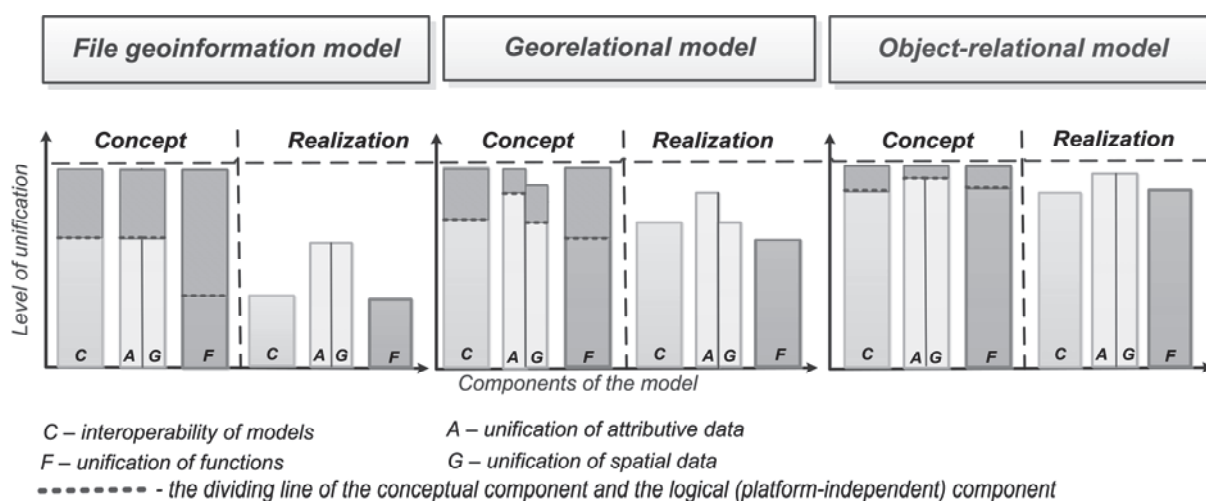 File geoinformation model
Georelational model
Object-relational model
Concept
Realization
Concept
Realization
Concept
Realization
Level of unification
C A G F C A G F
C A G F C A G F
C A G F C A G F
Components of the model
C – interoperability of models
A – unification of attributive data
F – unification of functions
G – unification of spatial data
- the dividing line of the conceptual component and the logical (platform-independent) component